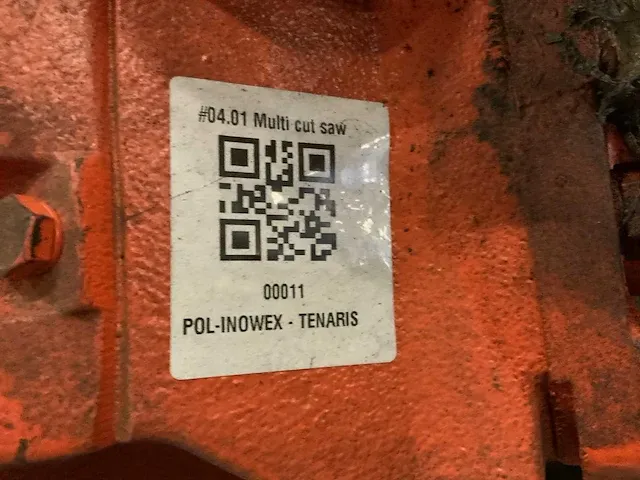 #04.01 Multi cut saw
00011
POL-INOWEX - TENARIS